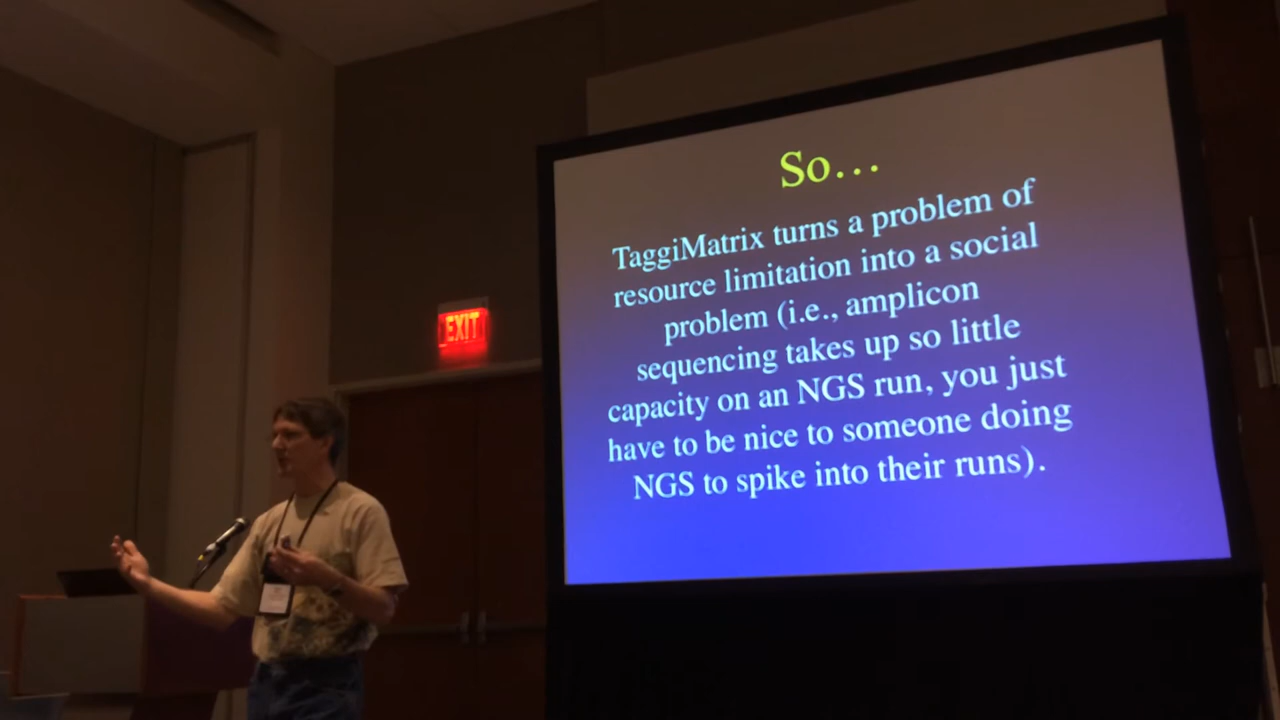 So...
TaggiMatrix turns a problem of
resource limitation into a social
problem (i.e., amplicon
sequencing takes up so little
capacity on an NGS run, you just
have to be nice to someone doing
NGS to spike into their runs).
EXIT